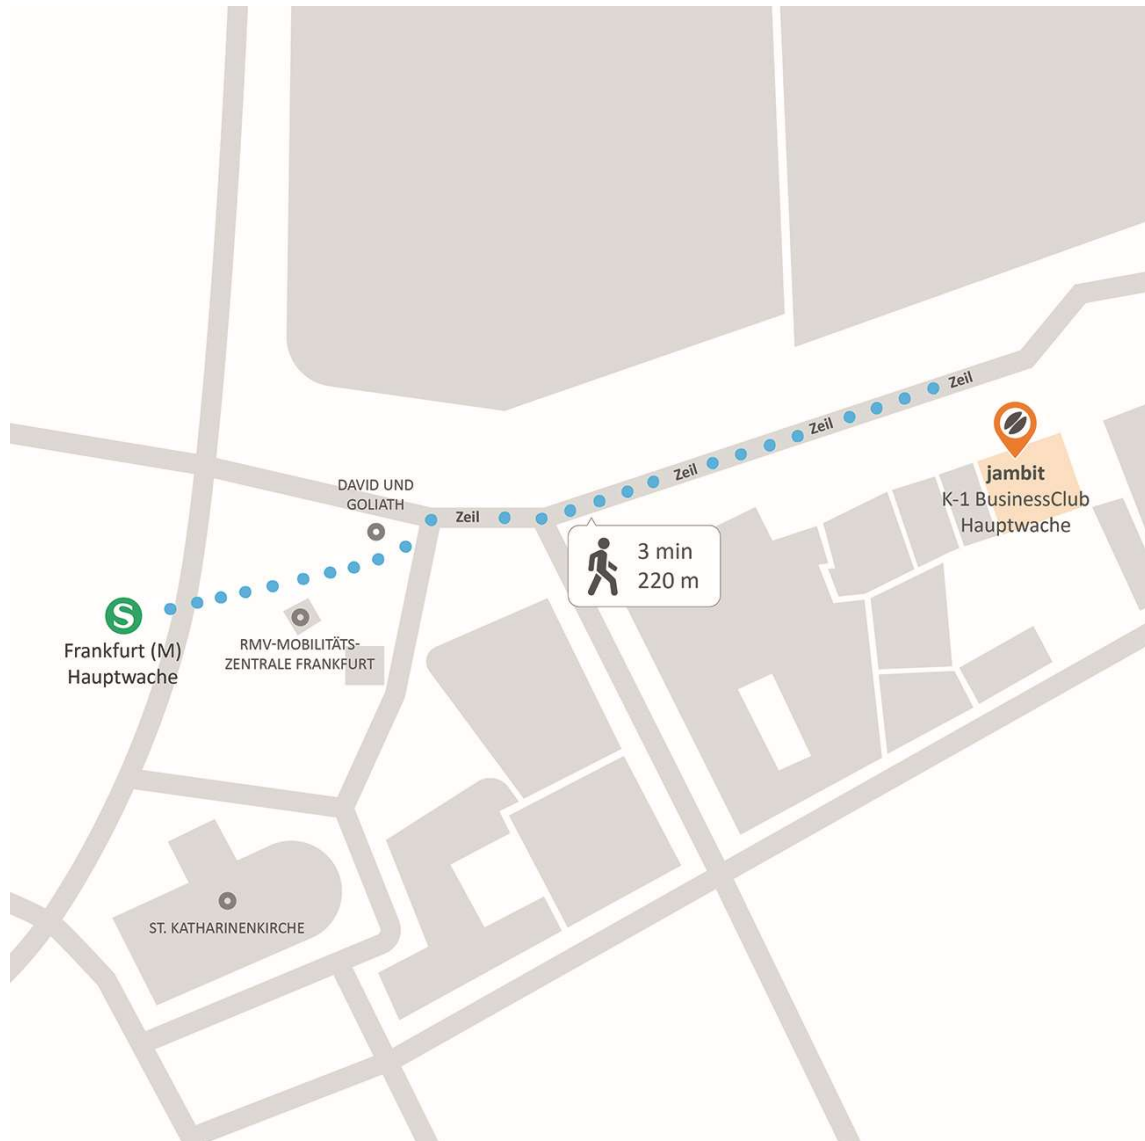 Zeil
Zeil
Zeil
jambit
K-1 BusinessClub
Hauptwache
DAVID UND
GOLIATH
Zeil
3 min
220 m
S
Frankfurt (M)
Hauptwache
RMV-MOBILITÄTS-
ZENTRALE FRANKFURT
ST. KATHARINENKIRCHE